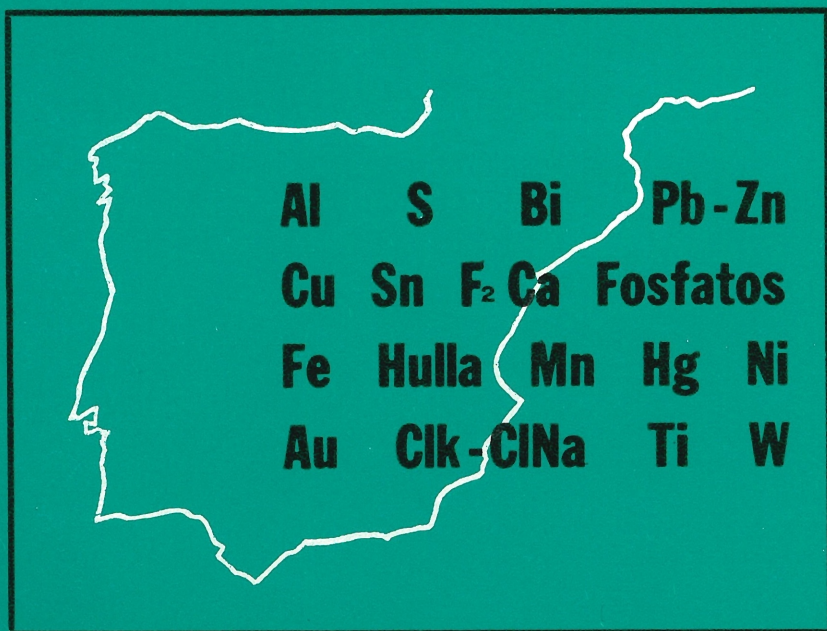 Al S Bi Pb-Zn
Cu Sn F₂ Ca Fosfatos
Fe Hulla Mn Hg Ni
Au Clk-ClNa Ti W